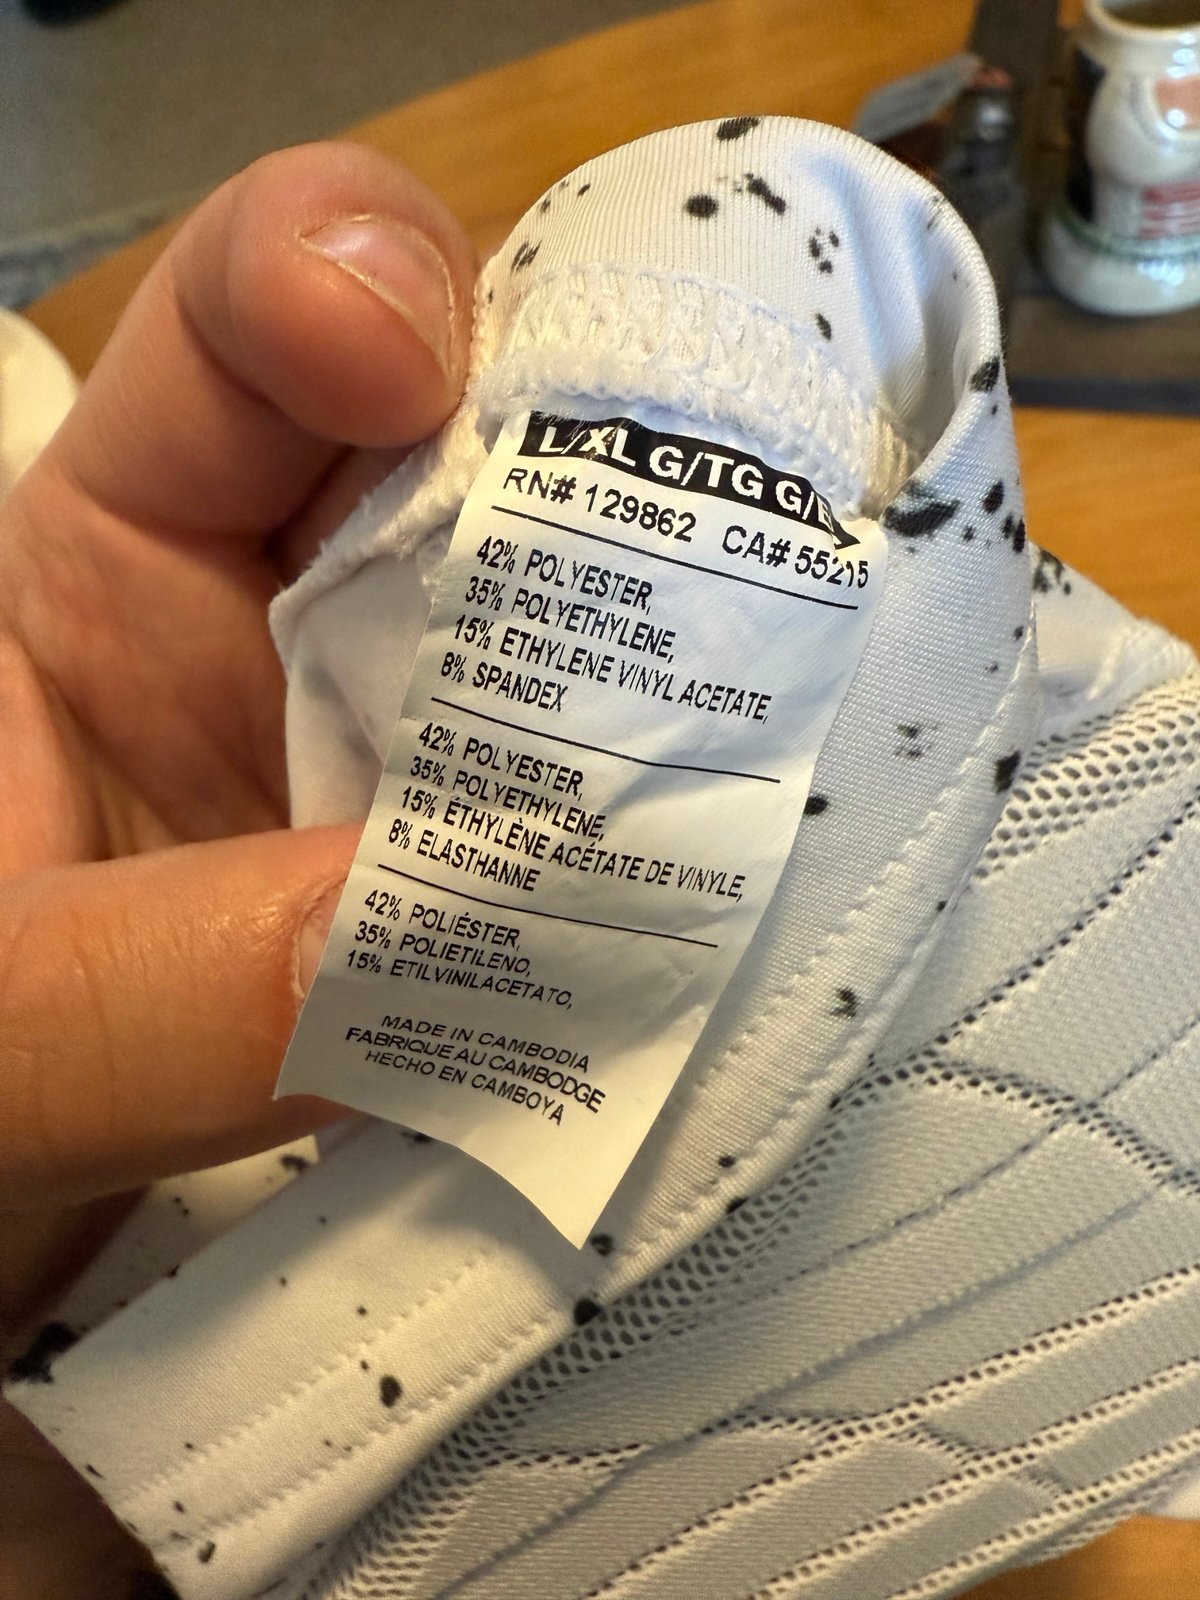 L/XL G/TG G/E
RN# 129862 CA# 55215
42% POLYESTER,
35% POLYETHYLENE,
15% ETHYLENE VINYL ACETATE,
8% SPANDEX
42% POLYESTER,
35% POLYETHYLENE,
15% ÉTHYLÈNE ACÉTATE DE VINYLE,
8% ELASTHANNE
42% POLIÉSTER,
35% POLIETILENO,
15% ETILVINILACETATO,
MADE IN CAMBODIA
FABRIQUE AU CAMBODGE
HECHO EN CAMBOYA